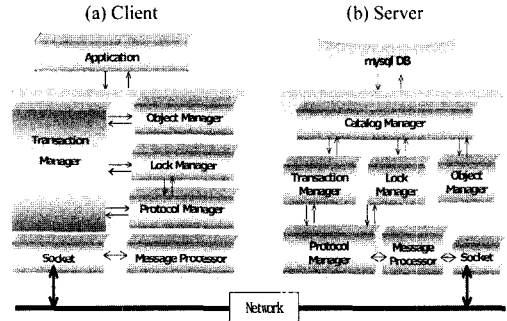 (a) Client
Application
Transaction
Manager
Object Manager
Lock Manager
Protocol Manager
Socket
Message Processor
(b) Server
mysql DB
Catalog Manager
Transaction
Manager
Lock
Manager
Object
Manager
Protocol
Manager
Message
Processor
Socket
Network